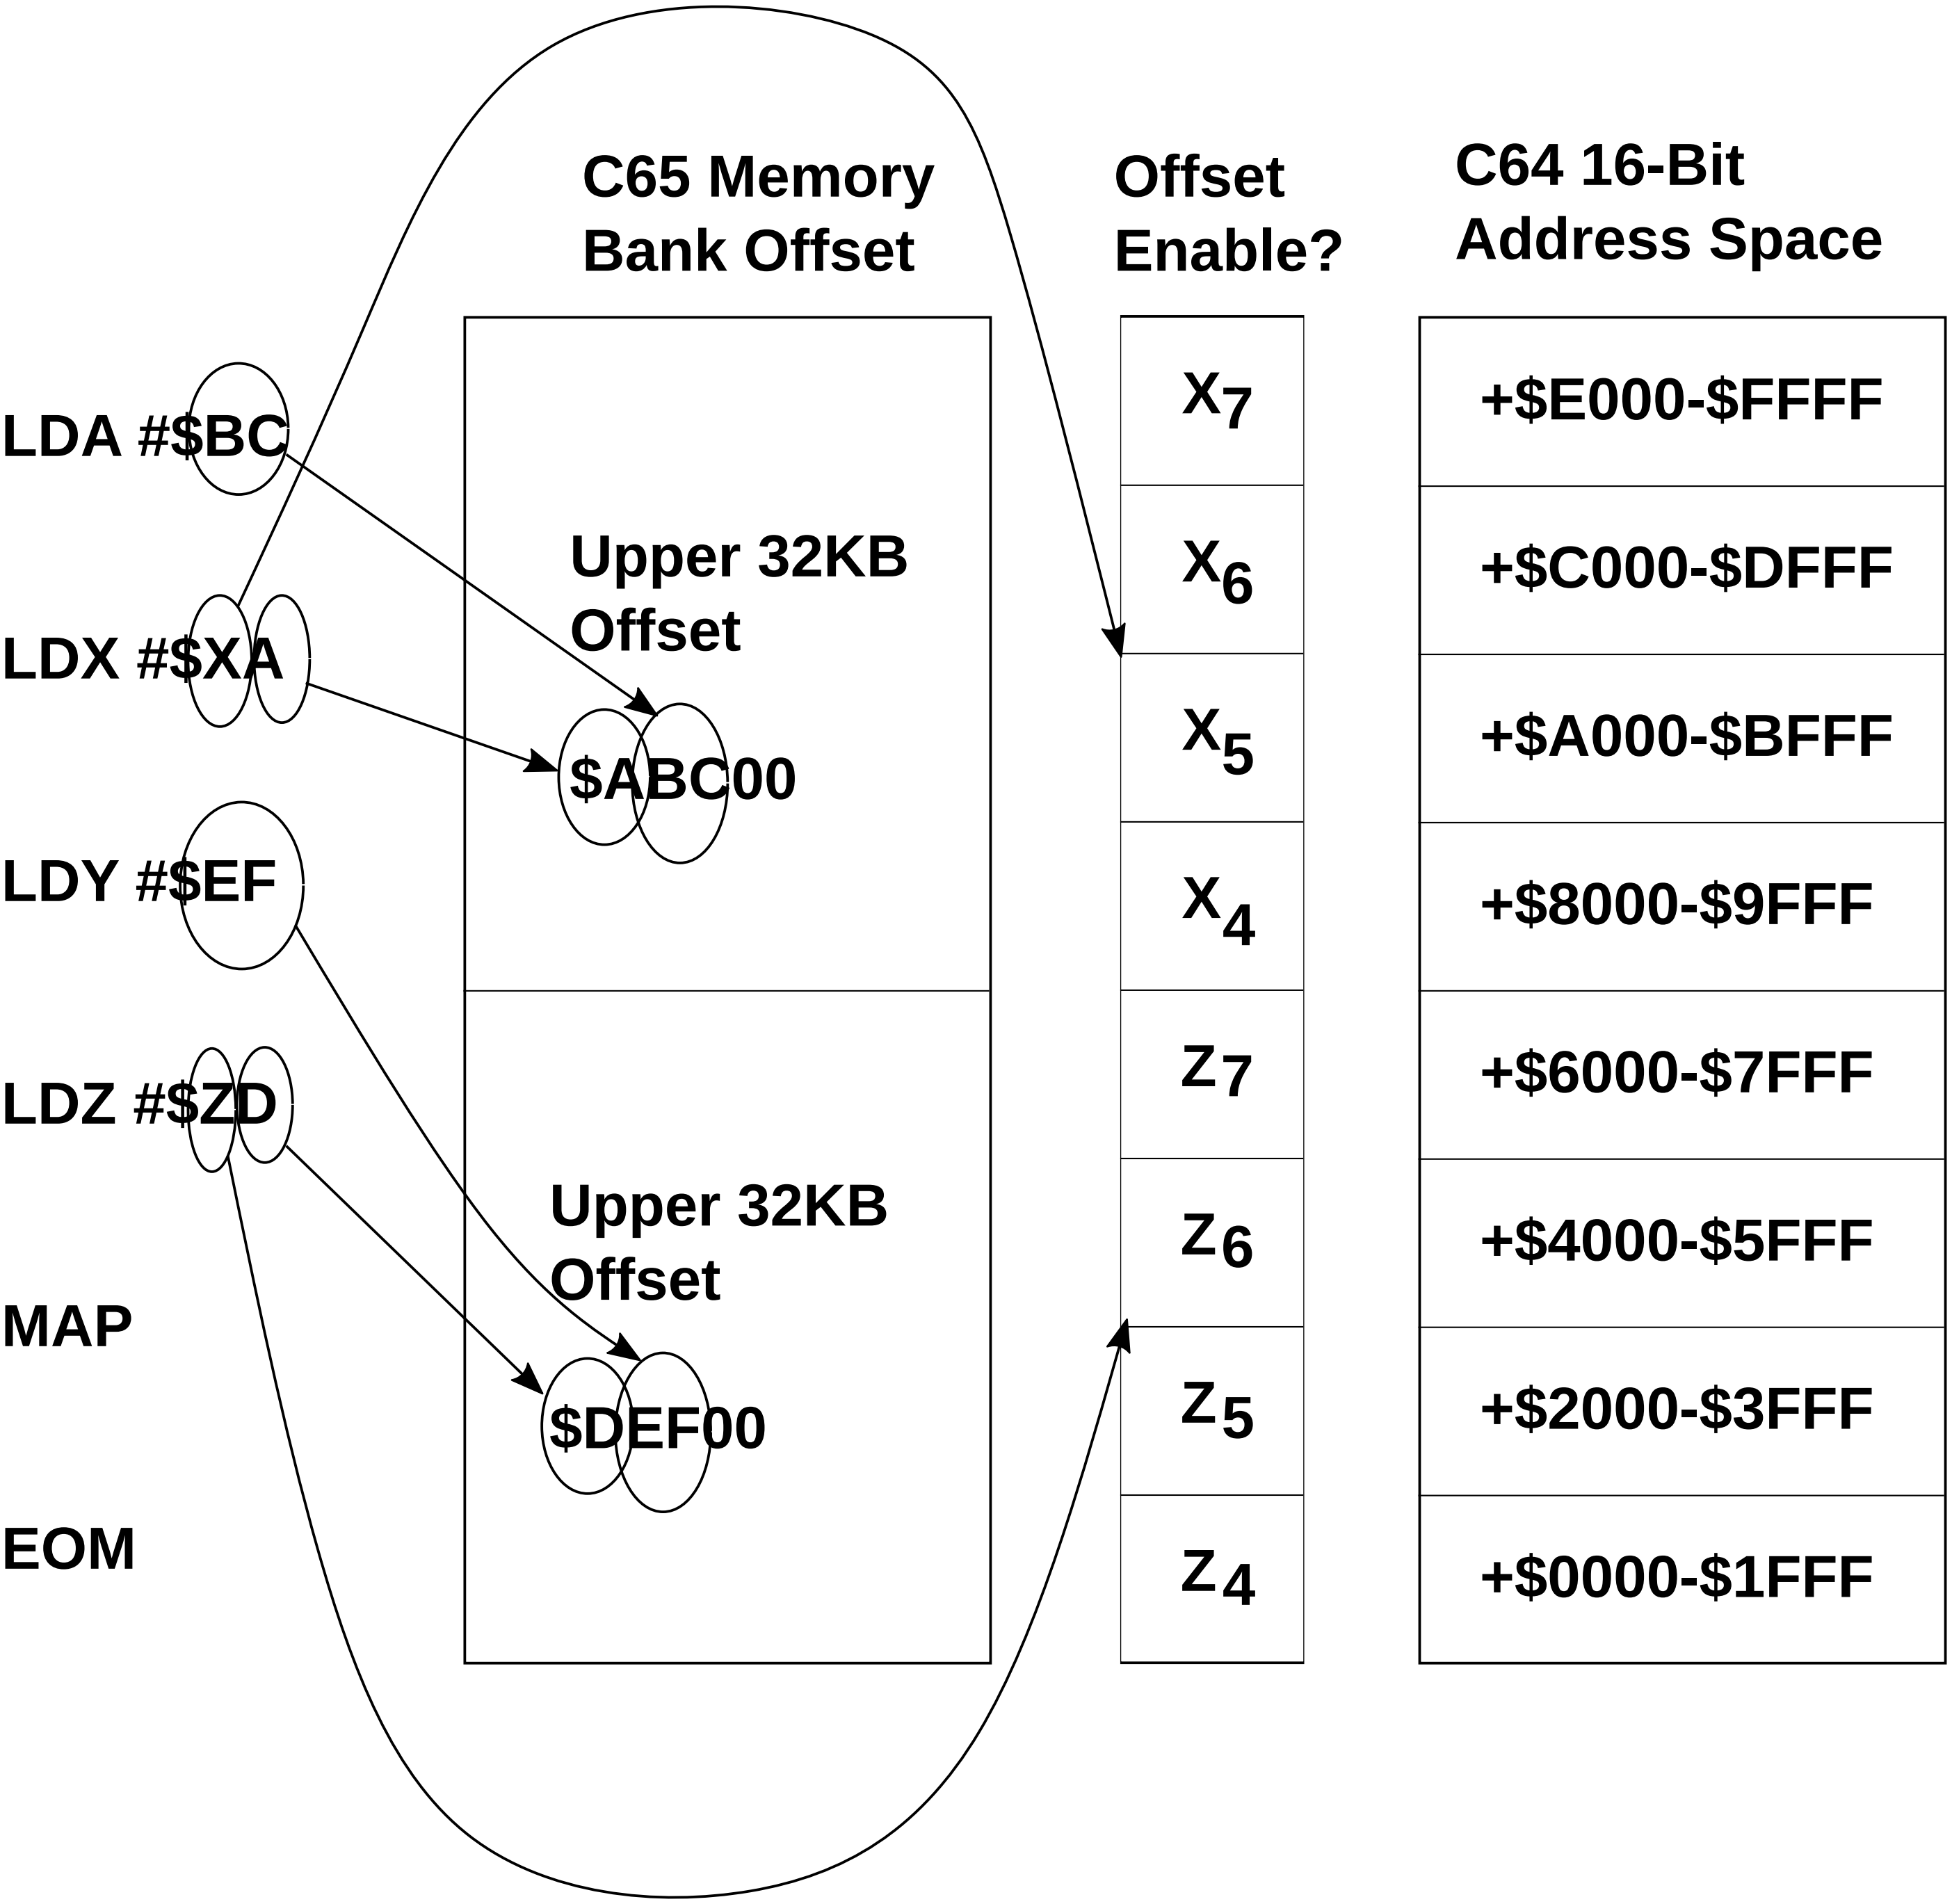 C65 Memory
Bank Offset
Offset
Enable?
C64 16-Bit
Address Space
LDA #$BC
LDX #$XA
LDY #$EF
LDZ #$ZD
MAP
EOM
Upper 32KB
Offset
$ABC00
Upper 32KB
Offset
$DEF00
X7
X6
X5
X4
Z7
Z6
Z5
Z4
+$E000-$FFFF
+$C000-$DFFF
+$A000-$BFFF
+$8000-$9FFF
+$6000-$7FFF
+$4000-$5FFF
+$2000-$3FFF
+$0000-$1FFF